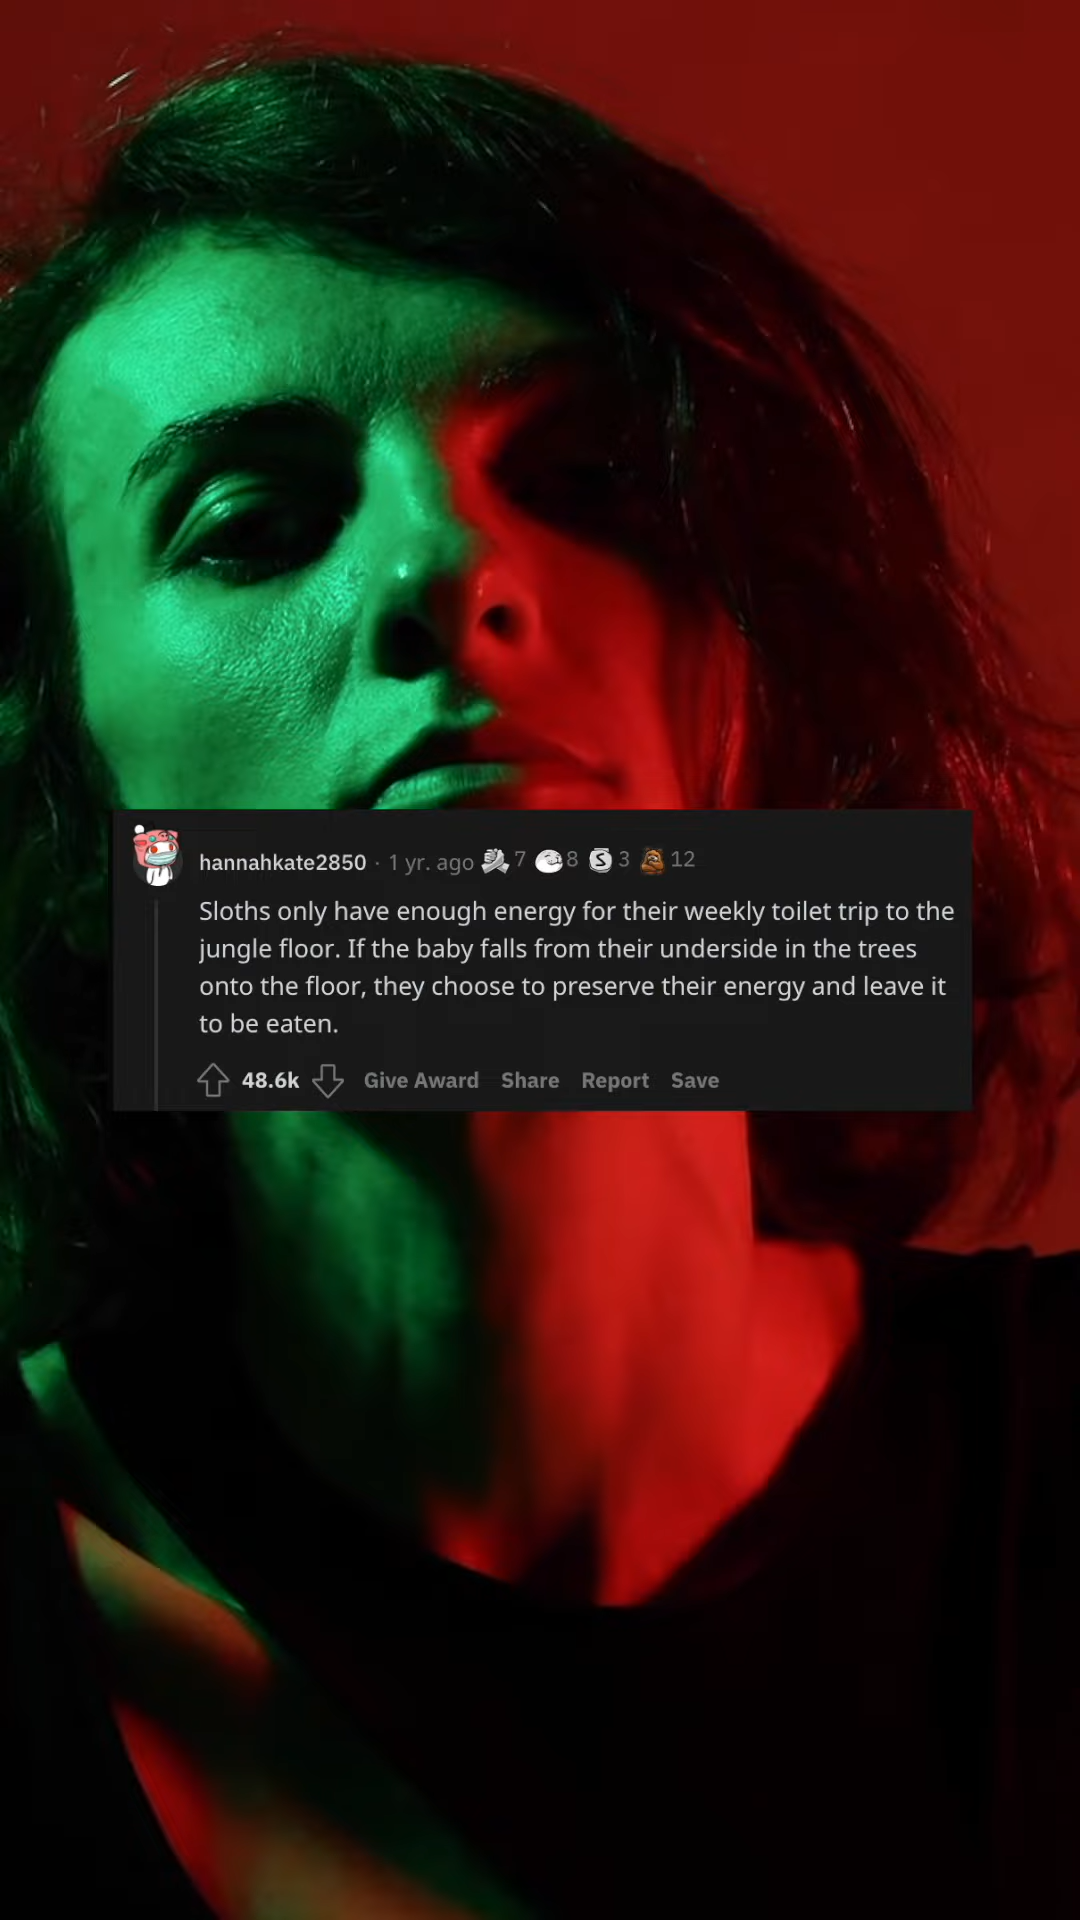 hannahkate2850 · 1 yr. ago 7 8 S 3 12
Sloths only have enough energy for their weekly toilet trip to the
jungle floor. If the baby falls from their underside in the trees
onto the floor, they choose to preserve their energy and leave it
to be eaten.
48.6k Give Award Share Report Save